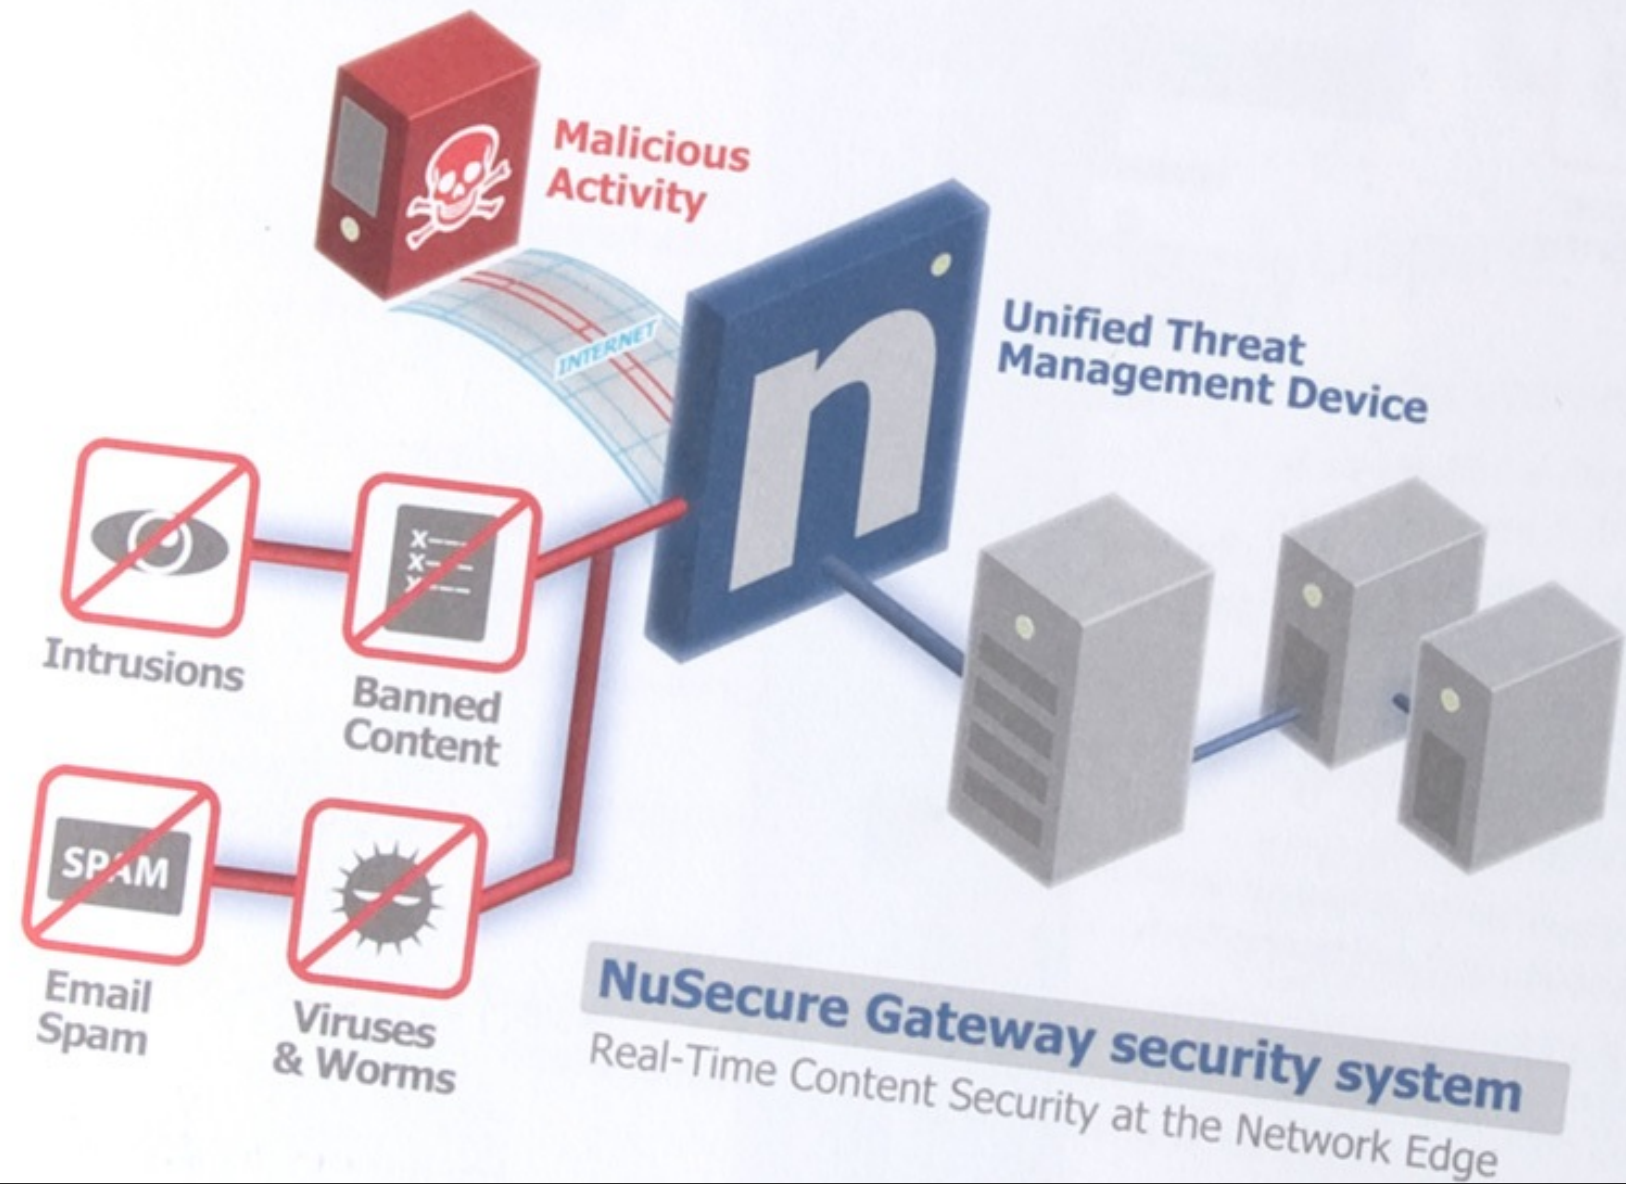 Malicious
Activity
INTERNET
n
Unified Threat
Management Device
X
X
X
Intrusions
Banned
Content
SPAM
Email
Spam
Viruses
& Worms
NuSecure Gateway security system
Real-Time Content Security at the Network Edge